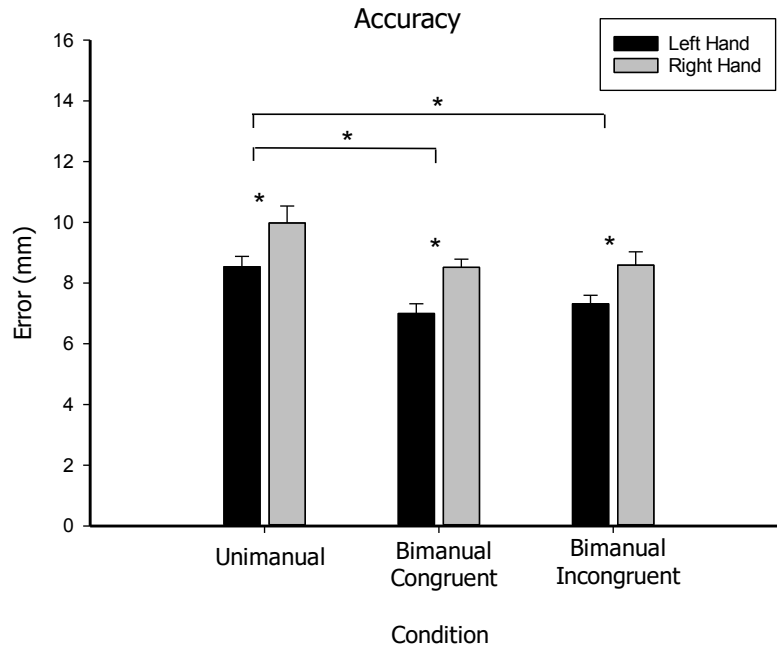 Accuracy
Left Hand
Right Hand
Error (mm)
16
14
12
10
8
6
4
2
0
*
*
*
*
*
Unimanual
Bimanual
Congruent
Bimanual
Incongruent
Condition